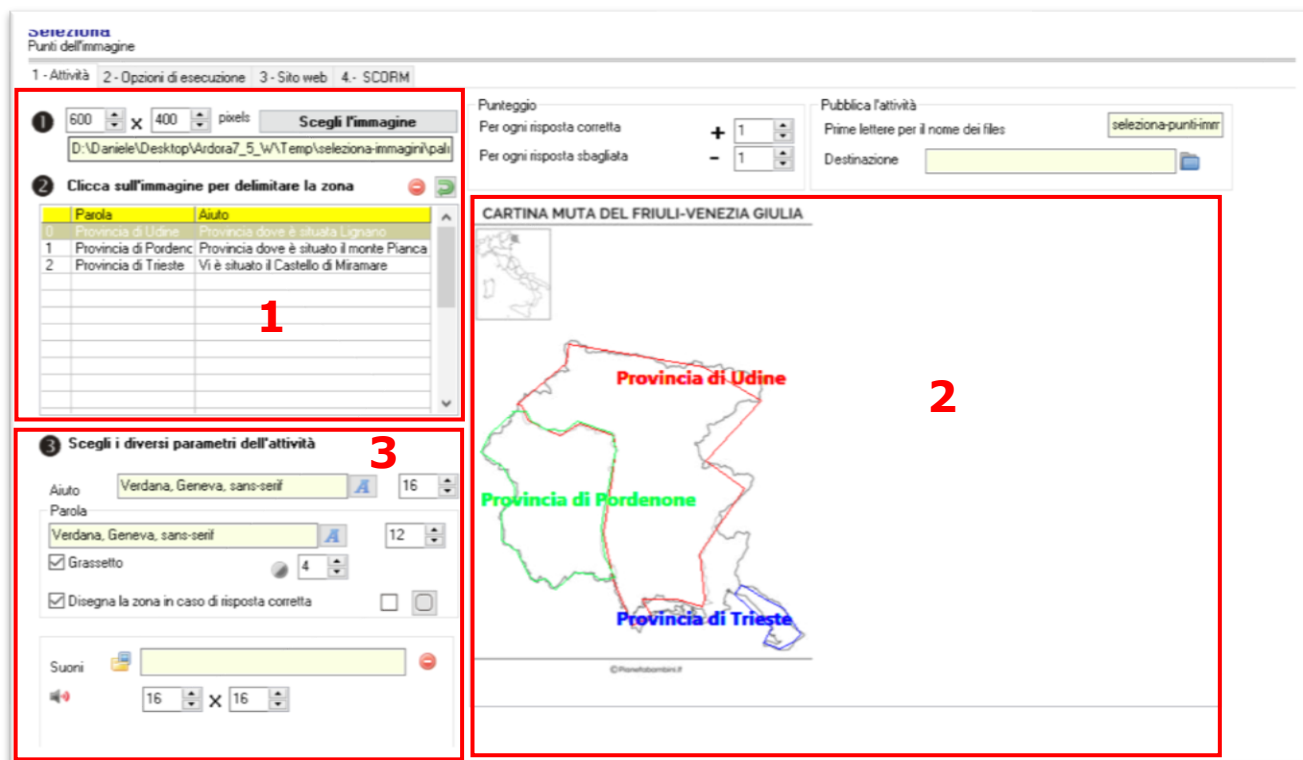 Seleziona
Punti dell'immagine
1 - Attività 2 - Opzioni di esecuzione 3 - Sito web 4.- SCORM
1 600 x 400 pixels Scegli l'immagine
D:\Daniele\Desktop\Ardora7_5_W\Temp\seleziona-immagini\pal
2 Clicca sull'immagine per delimitare la zona
Parola Aiuto
0 Provincia di Udine Provincia dove è situata Lignano
1 Provincia di Pordenc Provincia dove è situato il monte Pianca
2 Provincia di Trieste Vi è situato il Castello di Miramare
1
3 Scegli i diversi parametri dell'attività
3
Aiuto Verdana, Geneva, sans-serif A 16
Parola
Verdana, Geneva, sans-serif A 12
Grassetto 4
Disegna la zona in caso di risposta corretta
Suoni
16 x 16
Punteggio
Per ogni risposta corretta + 1
Per ogni risposta sbagliata - 1
Pubblica l'attività
Prime lettere per il nome dei files seleziona-punti-imm
Destinazione
CARTINA MUTA DEL FRIULI-VENEZIA GIULIA
Provincia di Udine
2
Provincia di Pordenone
Provincia di Trieste
©Pianetabambini.it